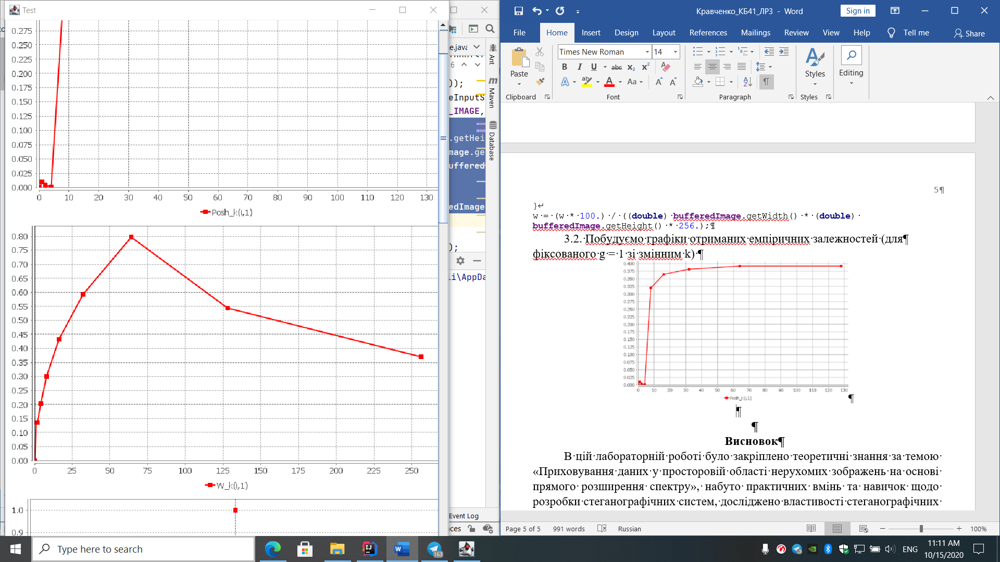 Test
0.275
0.250
0.225
0.200
0.175
0.150
0.125
0.100
0.075
0.050
0.025
0.000
0 10 20 30 40 50 60 70 80 90 100 110 120 130
Posh_k(i,1)
0.80
0.75
0.70
0.65
0.60
0.55
0.50
0.45
0.40
0.35
0.30
0.25
0.20
0.15
0.10
0.05
0.00
0 25 50 75 100 125 150 175 200 225 250
W_k(i,1)
1.0
0.9
e.java
6
));
eInputS
_IMAGE,
.getHei
mage.ge
uffered
edImage
);
);
li\AppDa
Event Log
ces
Ant
Maven
Database
Кравченко_КБ41_ЛР3 - Word
Sign in
File Home Insert Design Layout References Mailings Review View Help Tell me Share
Paste
Clipboard
Times New Roman 14
B I U abc x₂ x²
A ab A Aa A A
Font
Paragraph
Styles
Styles
Editing
5¶
}↵
w·=·(w·*·100.)·/·((double)·bufferedImage.getWidth()·*·(double)·
bufferedImage.getHeight()·*·256.);¶
3.2.·Побудуємо·графіки·отриманих·емпіричних·залежностей·(для¶
фіксованого·g·=·1·зі·змінним·k)·¶
0.400
0.375
0.350
0.325
0.300
0.275
0.250
0.225
0.200
0.175
0.150
0.125
0.100
0.075
0.050
0.025
0.000
0 10 20 30 40 50 60 70 80 90 100 110 120 130
Posh_k(i,1)
¶
¶
¶
Висновок¶
В·цій·лабораторній·роботі·було·закріплено·теоретичні·знання·за·темою·
«Приховування·даних·у·просторовій·області·нерухомих·зображень·на·основі·
прямого·розширення·спектру»,·набуто·практичних·вмінь·та·навичок·щодо·
розробки·стеганографічних·систем,·досліджено·властивості·стеганографічних·
Page 5 of 5 991 words Russian 100%
Type here to search
163
ENG
11:11 AM
10/15/2020